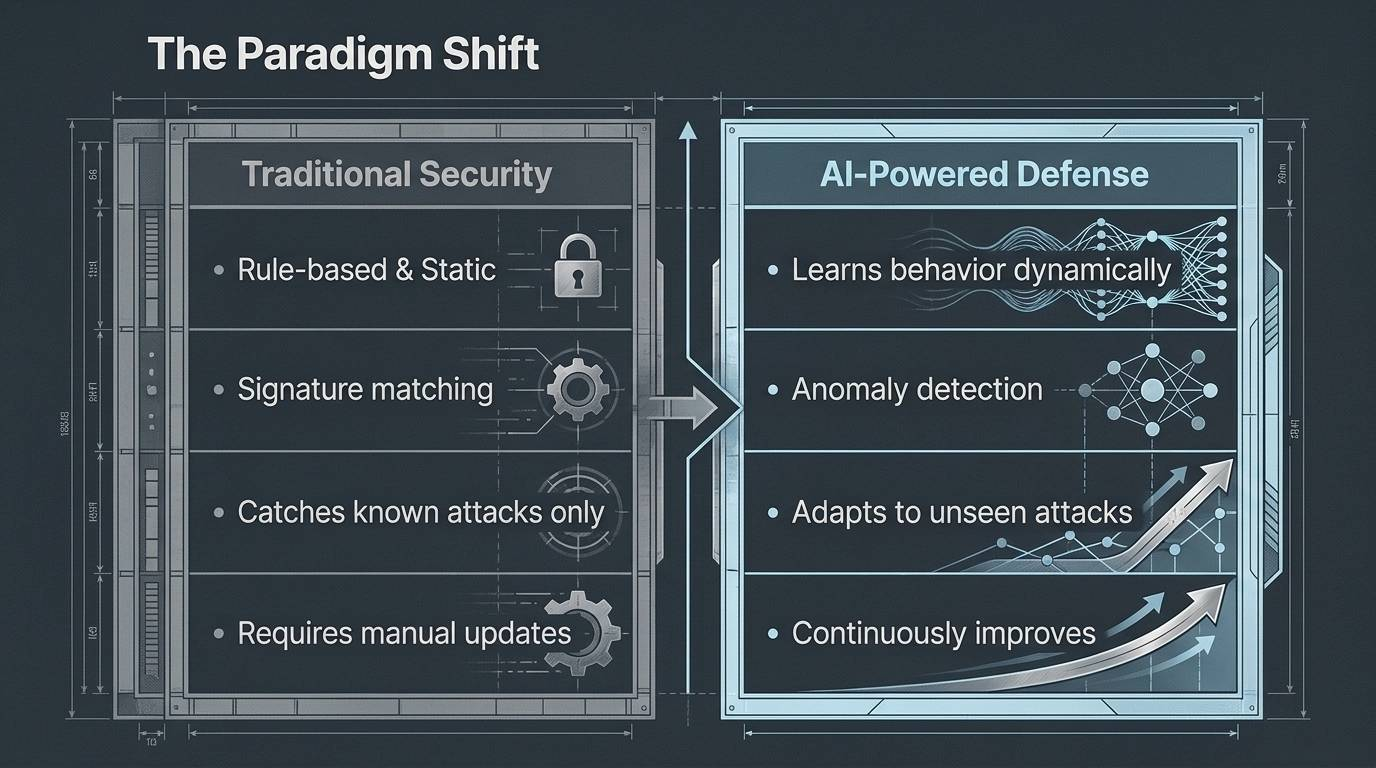 The Paradigm Shift
Traditional Security
• Rule-based & Static
• Signature matching
• Catches known attacks only
• Requires manual updates
AI-Powered Defense
• Learns behavior dynamically
• Anomaly detection
• Adapts to unseen attacks
• Continuously improves